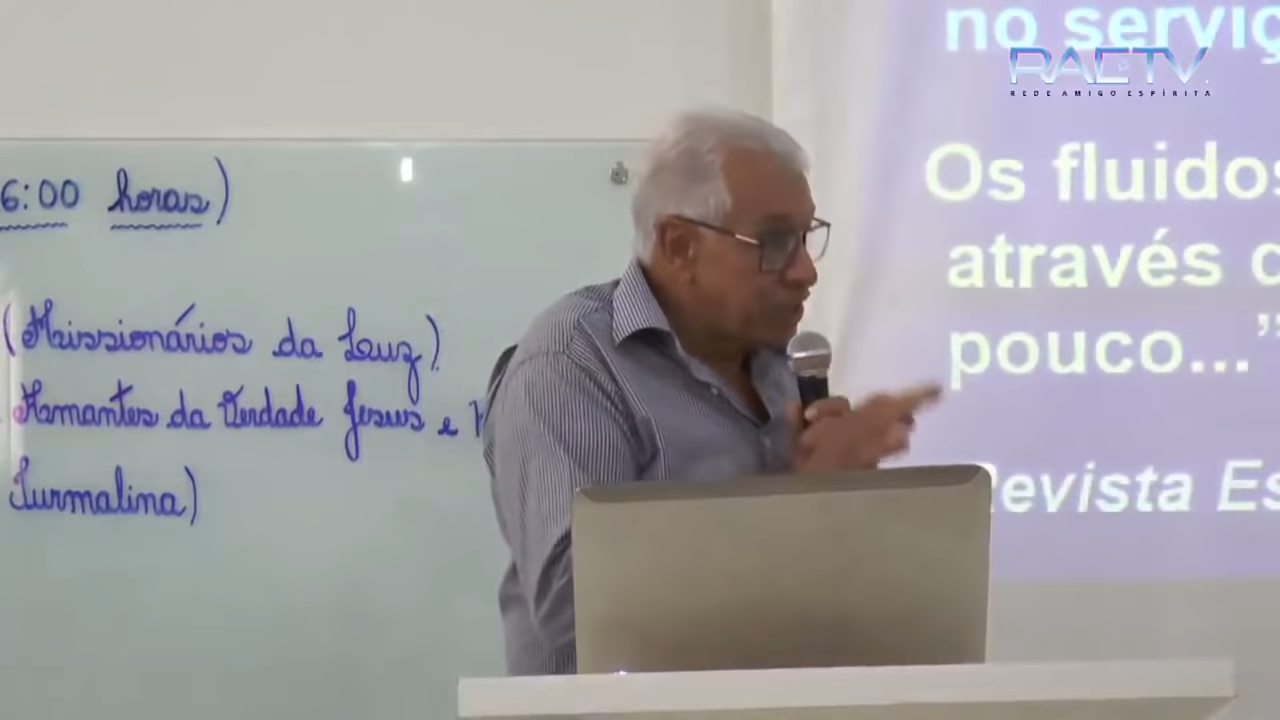 6:00 horas)
(Missionários da Luz)
Amantes da Verdade Jesus e
Turmalina)
no serviç
RAETV.
REDE AMIGO ESPÍRITA
Os fluidos
através
pouco..."
Revista Es